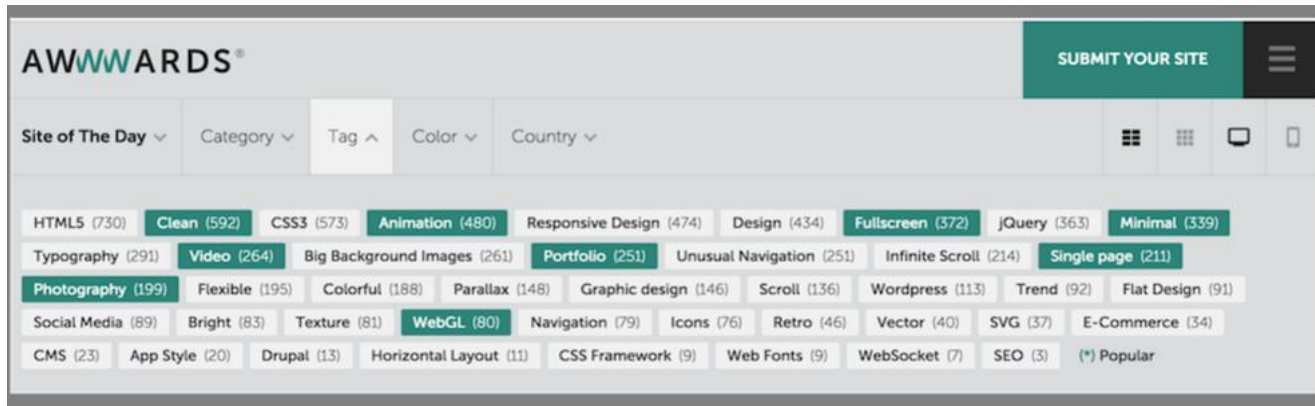 AWWWARDS®
SUBMIT YOUR SITE
Site of The Day Category Tag Color Country
HTML5 (730) Clean (592) CSS3 (573) Animation (480) Responsive Design (474) Design (434) Fullscreen (372) jQuery (363) Minimal (339)
Typography (291) Video (264) Big Background Images (261) Portfolio (251) Unusual Navigation (251) Infinite Scroll (214) Single page (211)
Photography (199) Flexible (195) Colorful (188) Parallax (148) Graphic design (146) Scroll (136) Wordpress (113) Trend (92) Flat Design (91)
Social Media (89) Bright (83) Texture (81) WebGL (80) Navigation (79) Icons (76) Retro (46) Vector (40) SVG (37) E-Commerce (34)
CMS (23) App Style (20) Drupal (13) Horizontal Layout (11) CSS Framework (9) Web Fonts (9) WebSocket (7) SEO (3) (*) Popular